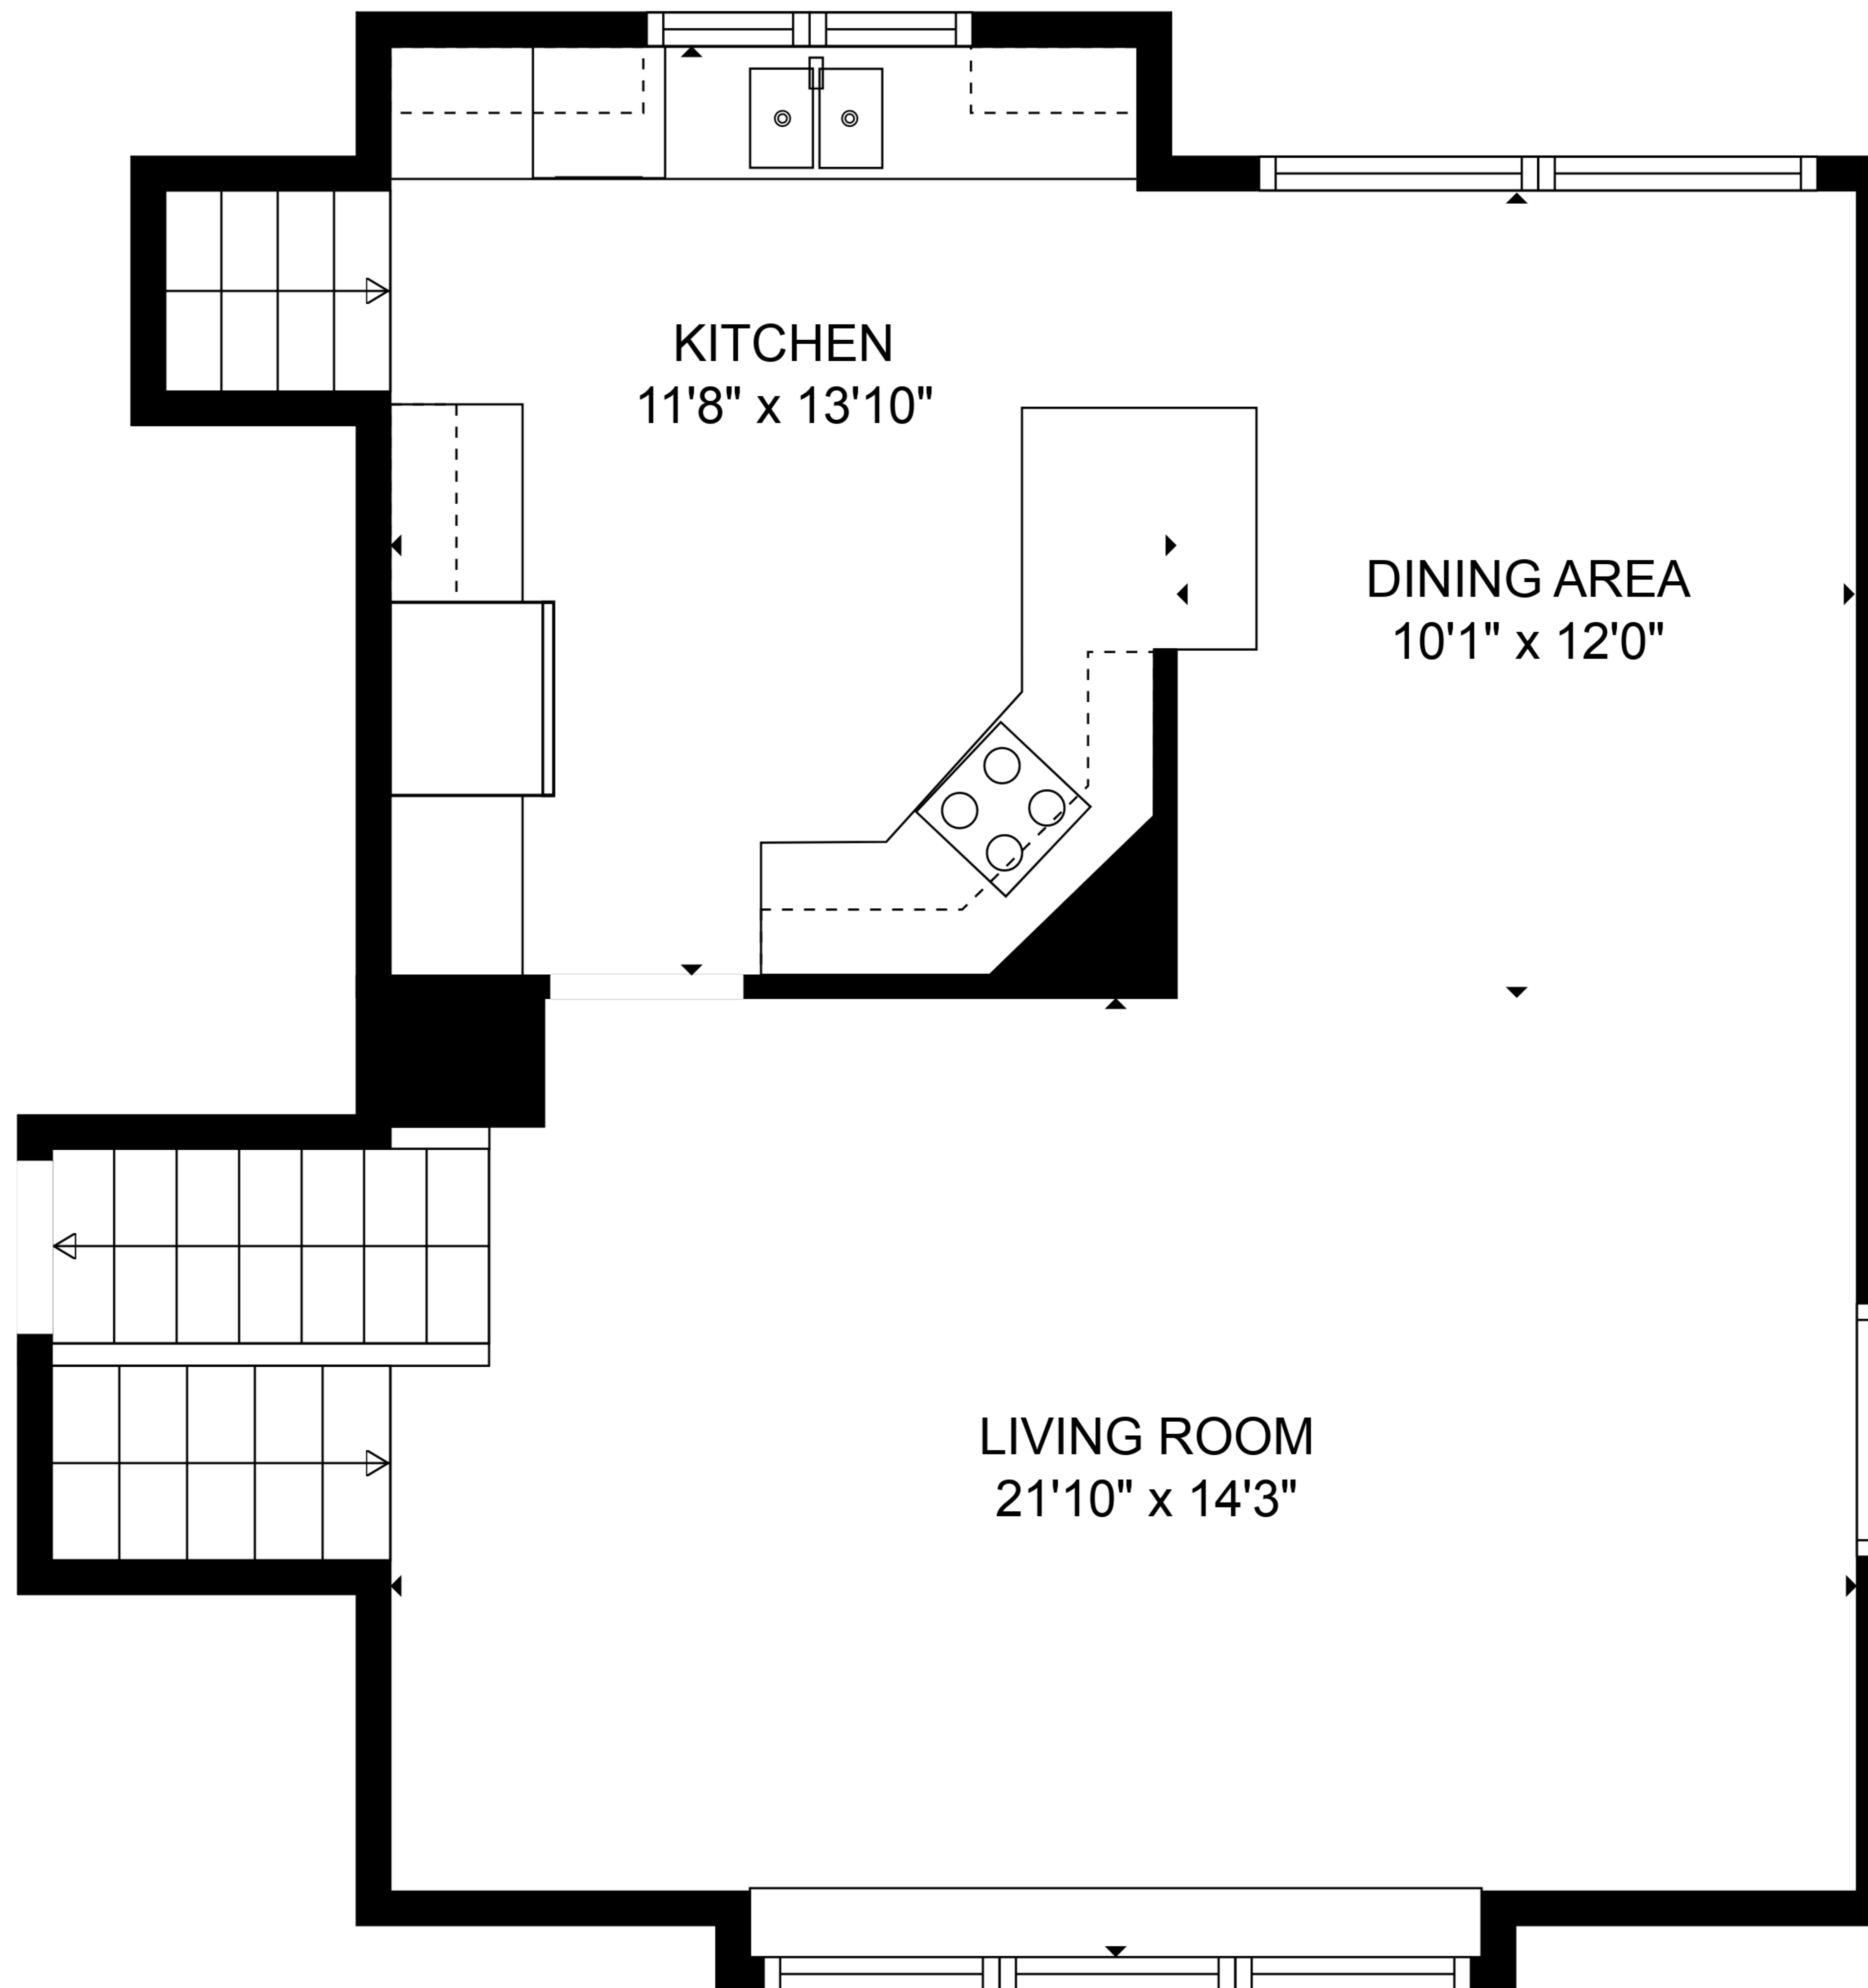 KITCHEN
11'8" x 13'10"
DINING AREA
10'1" x 12'0"
LIVING ROOM
21'10" x 14'3"